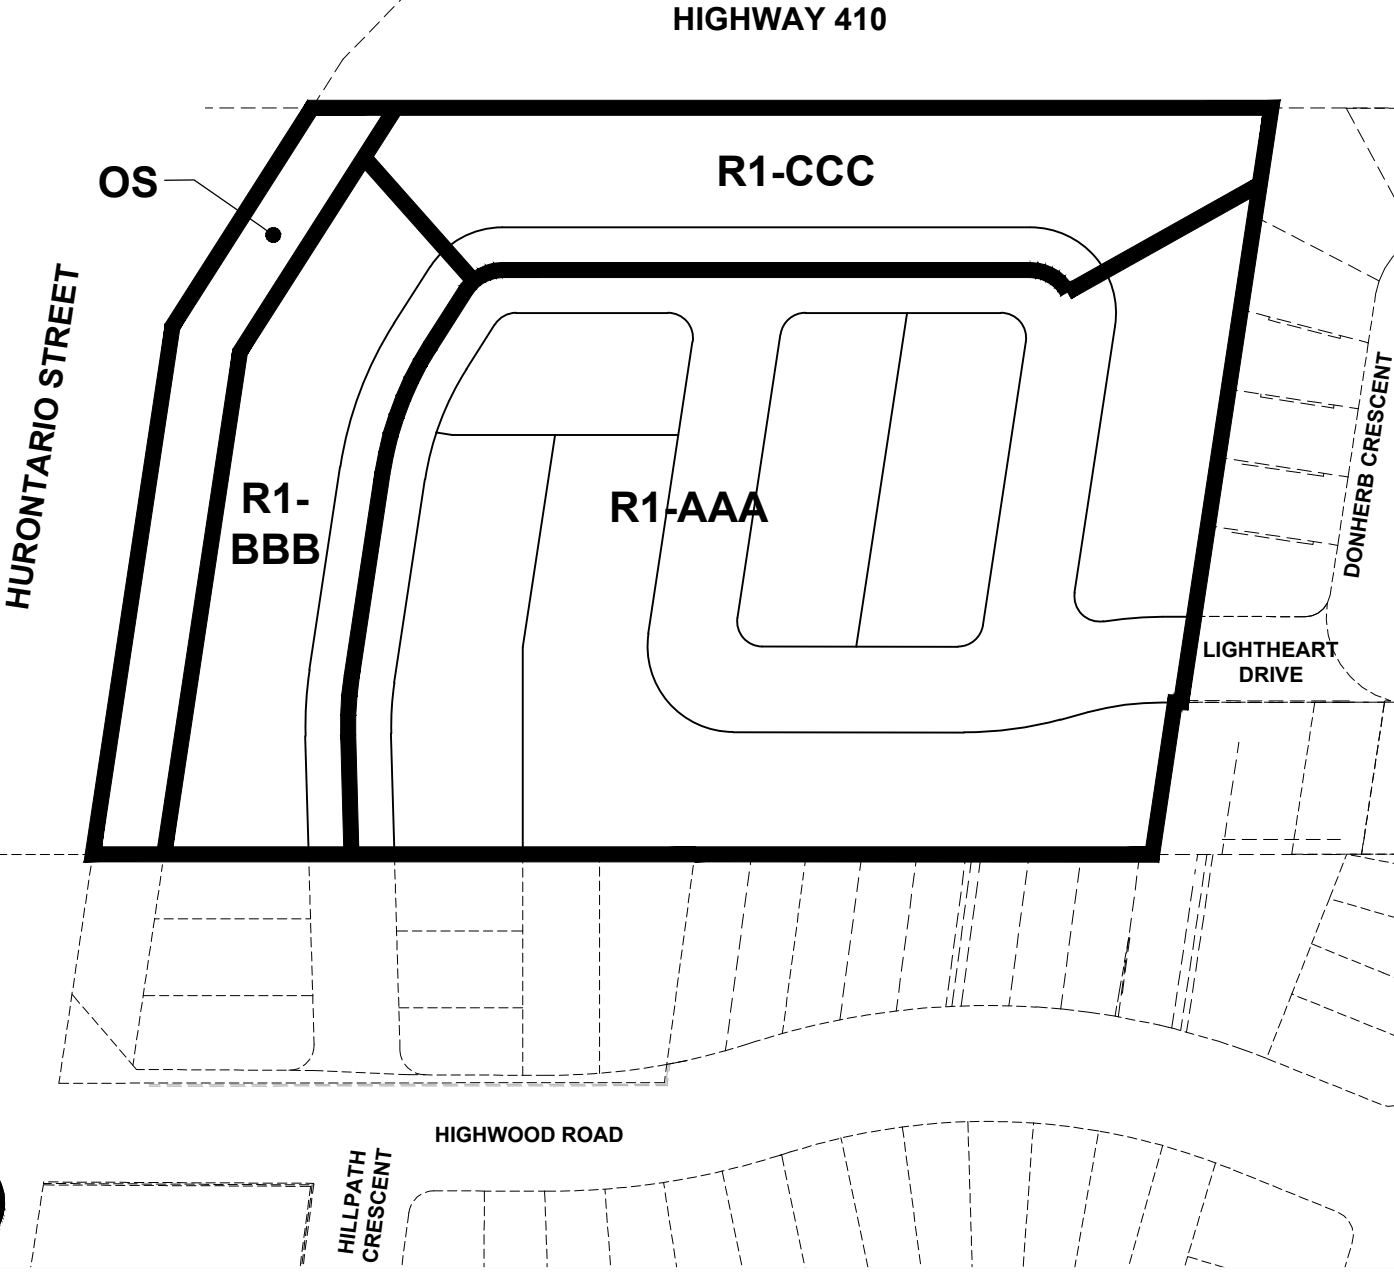 HIGHWAY 410
R1-CCC
OS
HURONTARIO STREET
R1-
BBB
R1-AAA
DONHERB CRESCENT
LIGHTHEART
DRIVE
HIGHWOOD ROAD
HILLPATH
CRESCENT